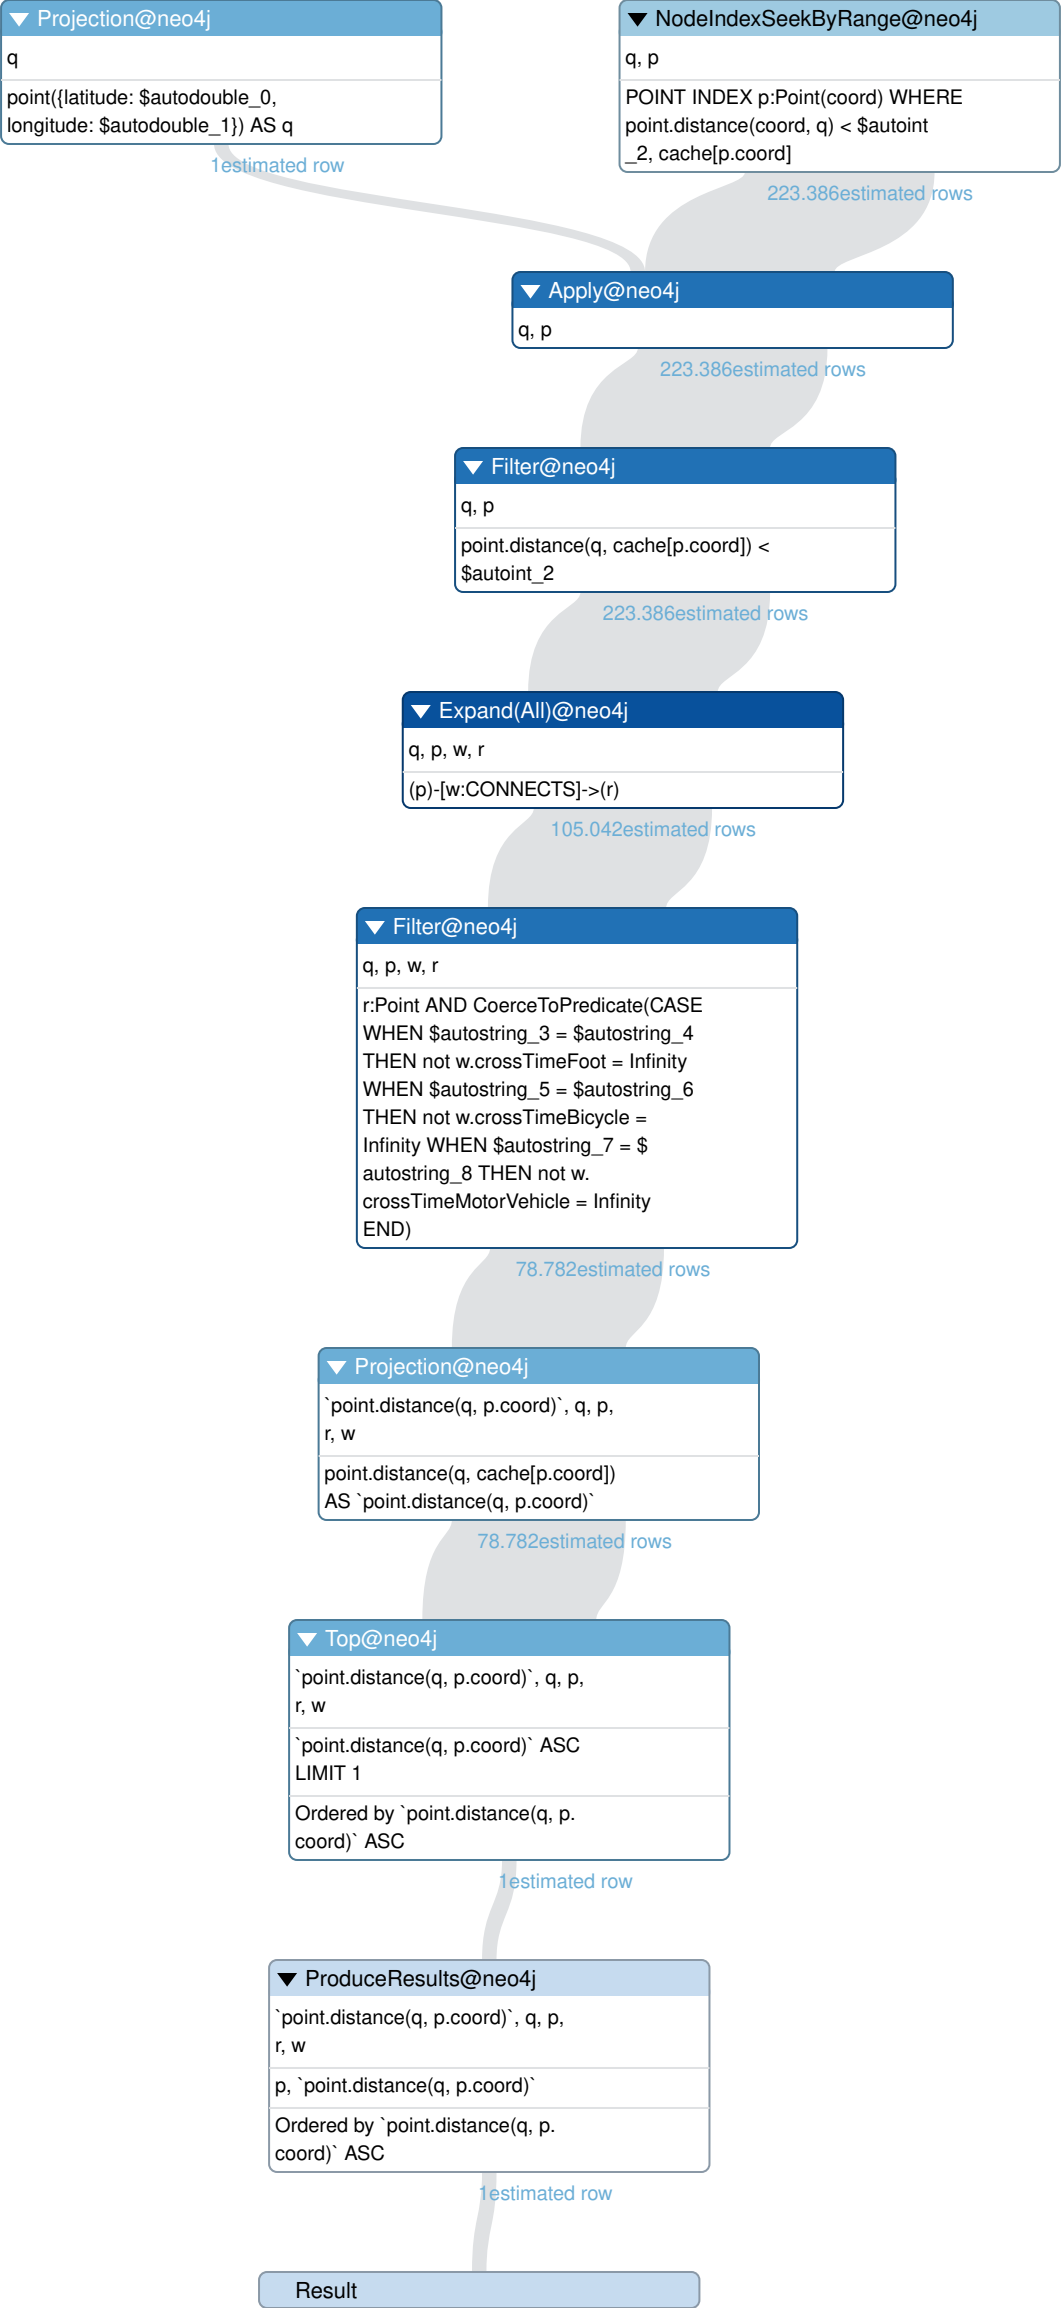 Projection@neo4j
q
point({latitude: $autodouble_0,
longitude: $autodouble_1}) AS q
1estimated row
NodeIndexSeekByRange@neo4j
q, p
POINT INDEX p:Point(coord) WHERE
point.distance(coord, q) < $autoint
_2, cache[p.coord]
223.386estimated rows
Apply@neo4j
q, p
223.386estimated rows
Filter@neo4j
q, p
point.distance(q, cache[p.coord]) <
$autoint_2
223.386estimated rows
Expand(All)@neo4j
q, p, w, r
(p)-[w:CONNECTS]->(r)
105.042estimated rows
Filter@neo4j
q, p, w, r
r:Point AND CoerceToPredicate(CASE
WHEN $autostring_3 = $autostring_4
THEN not w.crossTimeFoot = Infinity
WHEN $autostring_5 = $autostring_6
THEN not w.crossTimeBicycle =
Infinity WHEN $autostring_7 = $
autostring_8 THEN not w.
crossTimeMotorVehicle = Infinity
END)
78.782estimated rows
Projection@neo4j
`point.distance(q, p.coord)`, q, p,
r, w
point.distance(q, cache[p.coord])
AS `point.distance(q, p.coord)`
78.782estimated rows
Top@neo4j
`point.distance(q, p.coord)`, q, p,
r, w
`point.distance(q, p.coord)` ASC
LIMIT 1
Ordered by `point.distance(q, p.
coord)` ASC
1estimated row
ProduceResults@neo4j
`point.distance(q, p.coord)`, q, p,
r, w
p, `point.distance(q, p.coord)`
Ordered by `point.distance(q, p.
coord)` ASC
1estimated row
Result